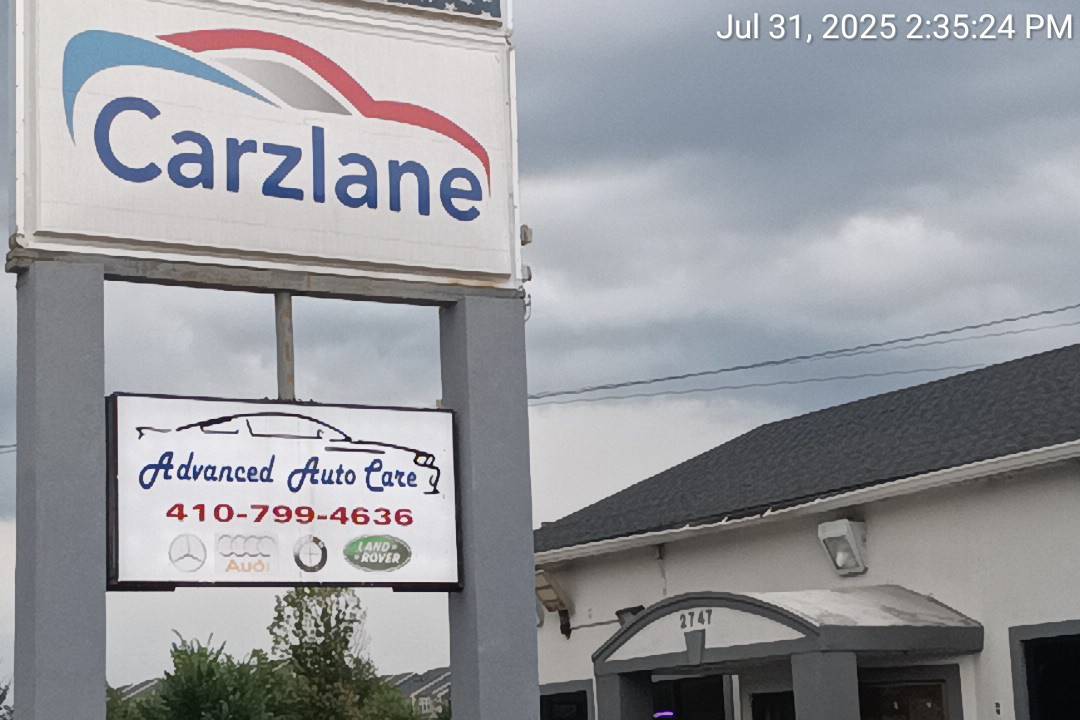 Jul 31, 2025 2:35:24 PM
Carzlane
Advanced Auto Care
410-799-4636
Audi
LAND
ROVER
2747